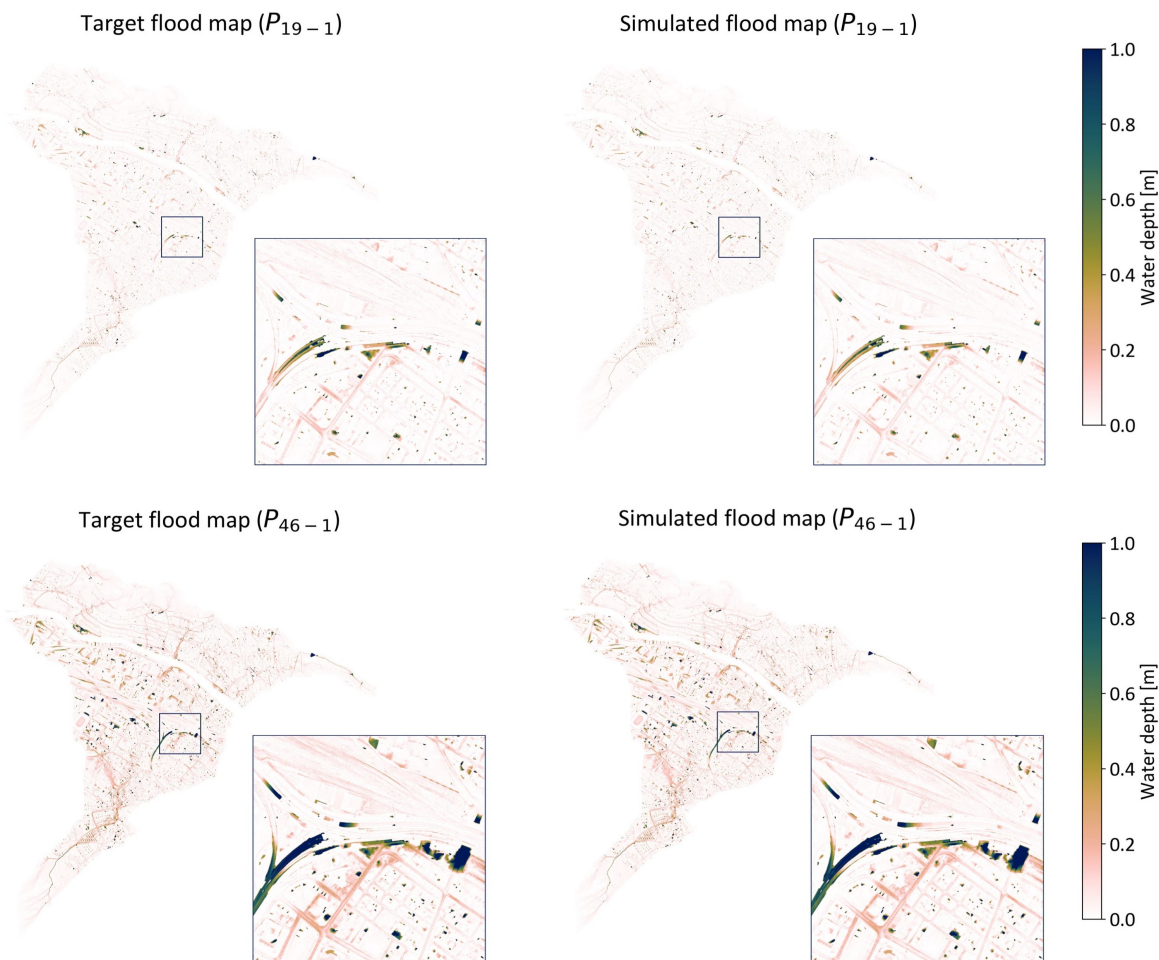 Target flood map (P19 – 1)
Simulated flood map (P19 – 1)
1.0
0.8
0.6
0.4
0.2
0.0
Water depth [m]
Target flood map (P46 – 1)
Simulated flood map (P46 – 1)
1.0
0.8
0.6
0.4
0.2
0.0
Water depth [m]